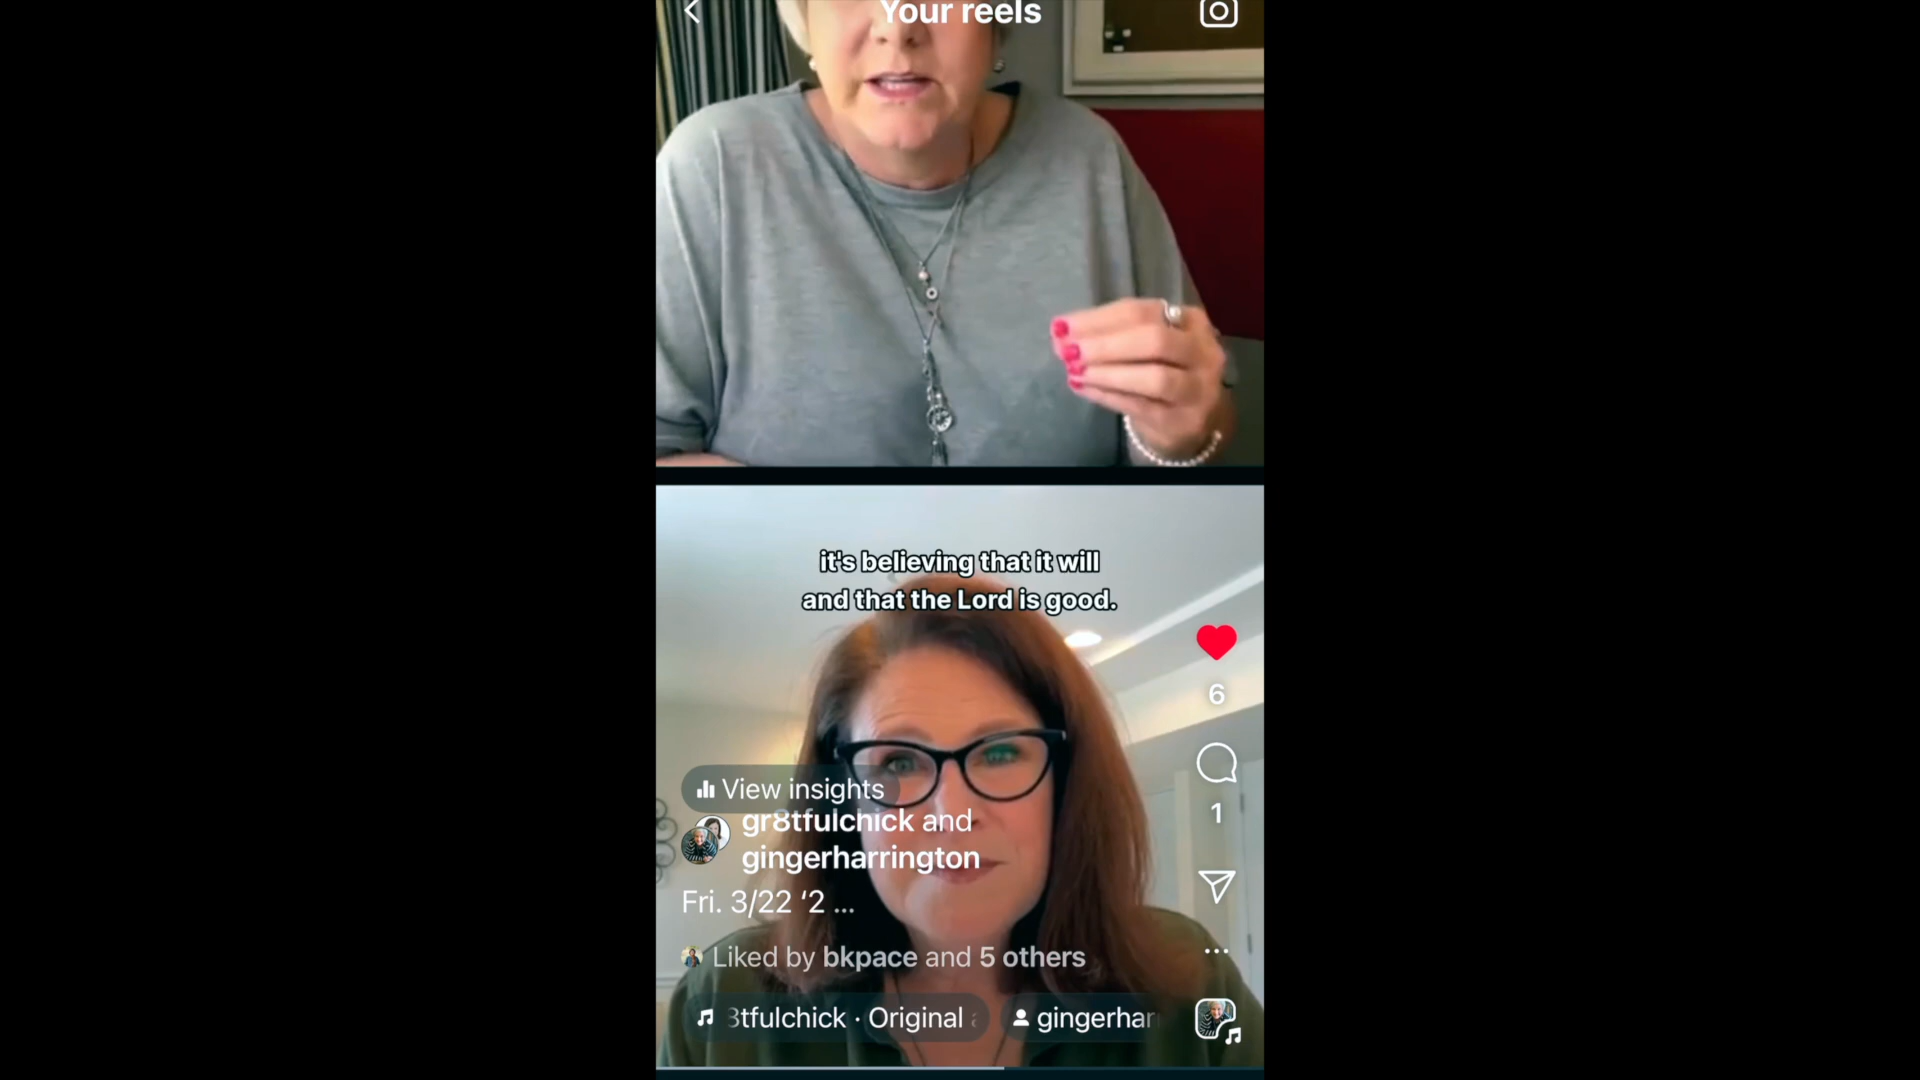 Your reels
it's believing that it will
and that the Lord is good.
6
View insights
gr8tfulchick and
gingerharrington
1
Fri. 3/22 ‘2 ...
Liked by bkpace and 5 others
3tfulchick · Original
gingerhar